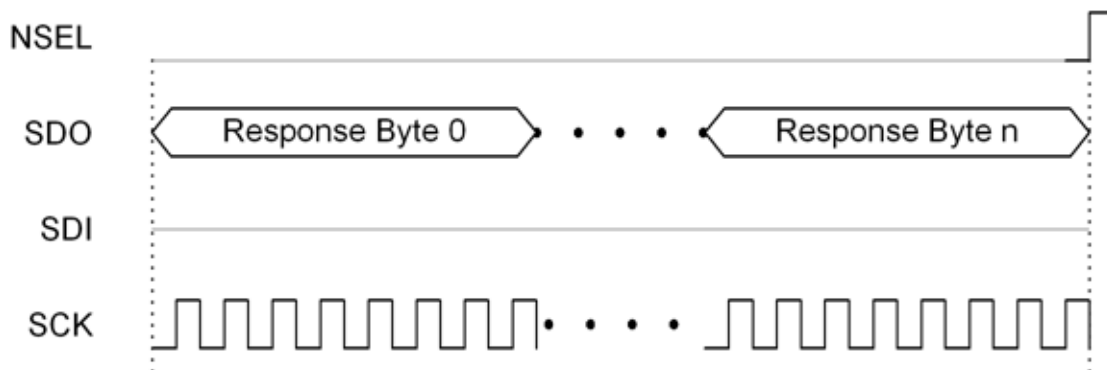 NSEL
SDO Response Byte 0 Response Byte n
SDI
SCK